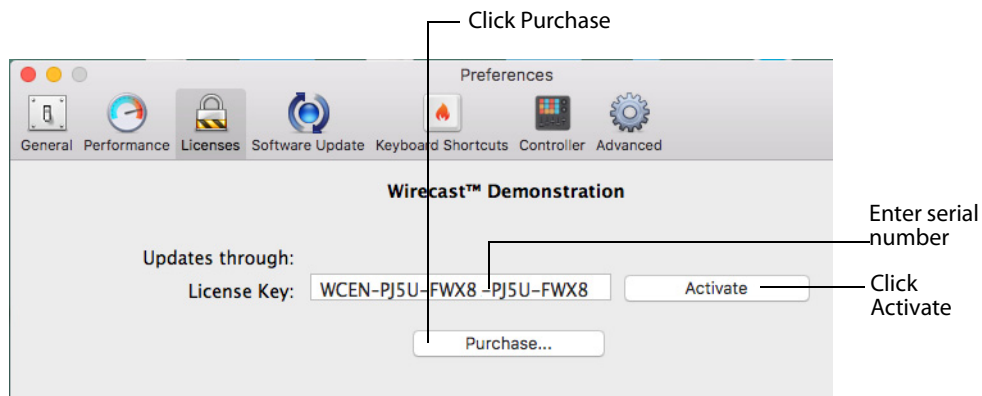 Click Purchase
Preferences
General Performance Licenses Software Update Keyboard Shortcuts Controller Advanced
Wirecast™ Demonstration
Enter serial
number
Updates through:
License Key: WCEN-PJ5U-FWX8 -PJ5U-FWX8 Activate
Click
Activate
Purchase...